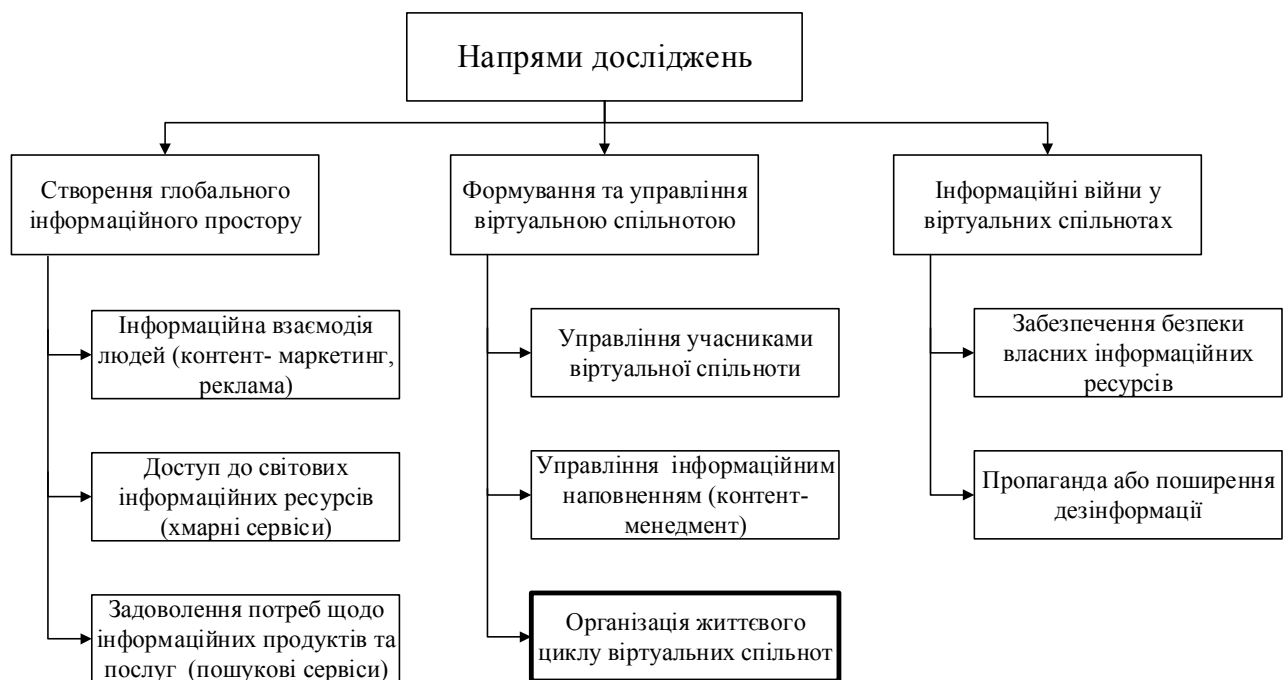 Напрями досліджень
Створення глобального
інформаційного простору
Інформаційна взаємодія
людей (контент- маркетинг,
реклама)
Доступ до світових
інформаційних ресурсів
(хмарні сервіси)
Задоволення потреб щодо
інформаційних продуктів та
послуг (пошукові сервіси)
Формування та управління
віртуальною спільнотою
Управління учасниками
віртуальної спільноти
Управління інформаційним
наповненням (контент-
менедмент)
Організація життєвого
циклу віртуальних спільнот
Інформаційні війни у
віртуальних спільнотах
Забезпечення безпеки
власних інформаційних
ресурсів
Пропаганда або поширення
дезінформації